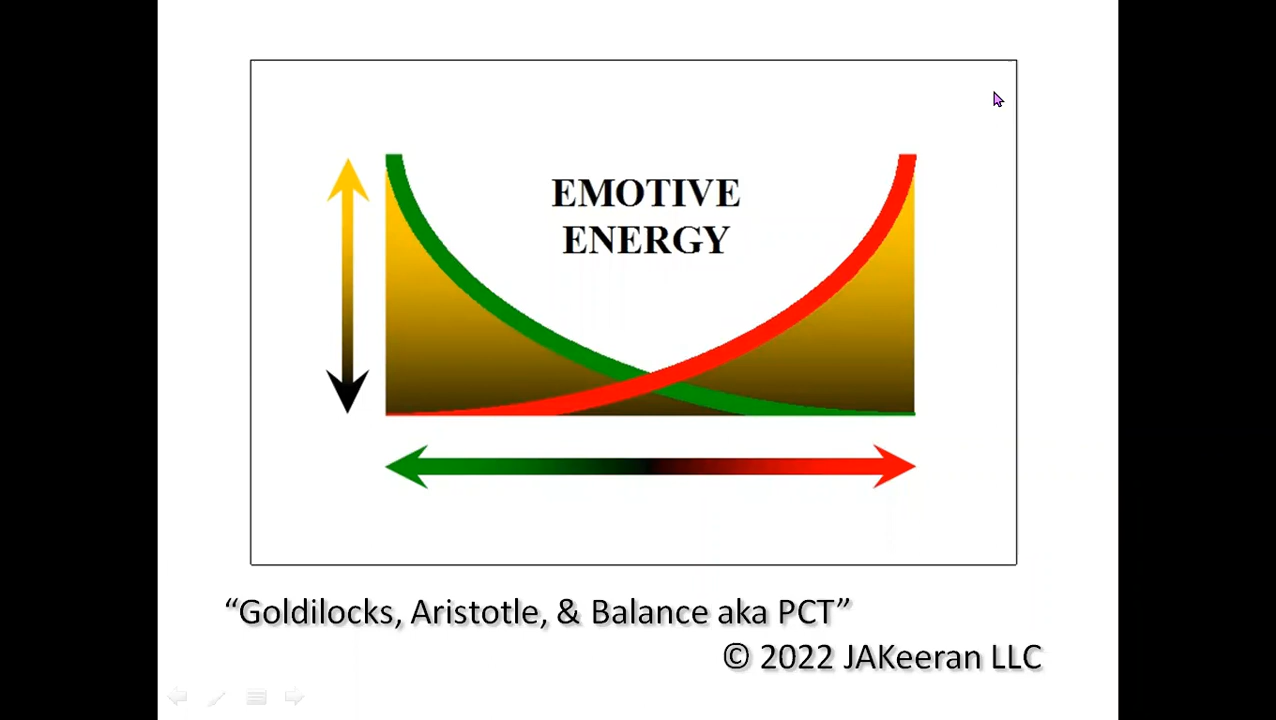 EMOTIVE
ENERGY
“Goldilocks, Aristotle, & Balance aka PCT”
© 2022 JAKeeran LLC